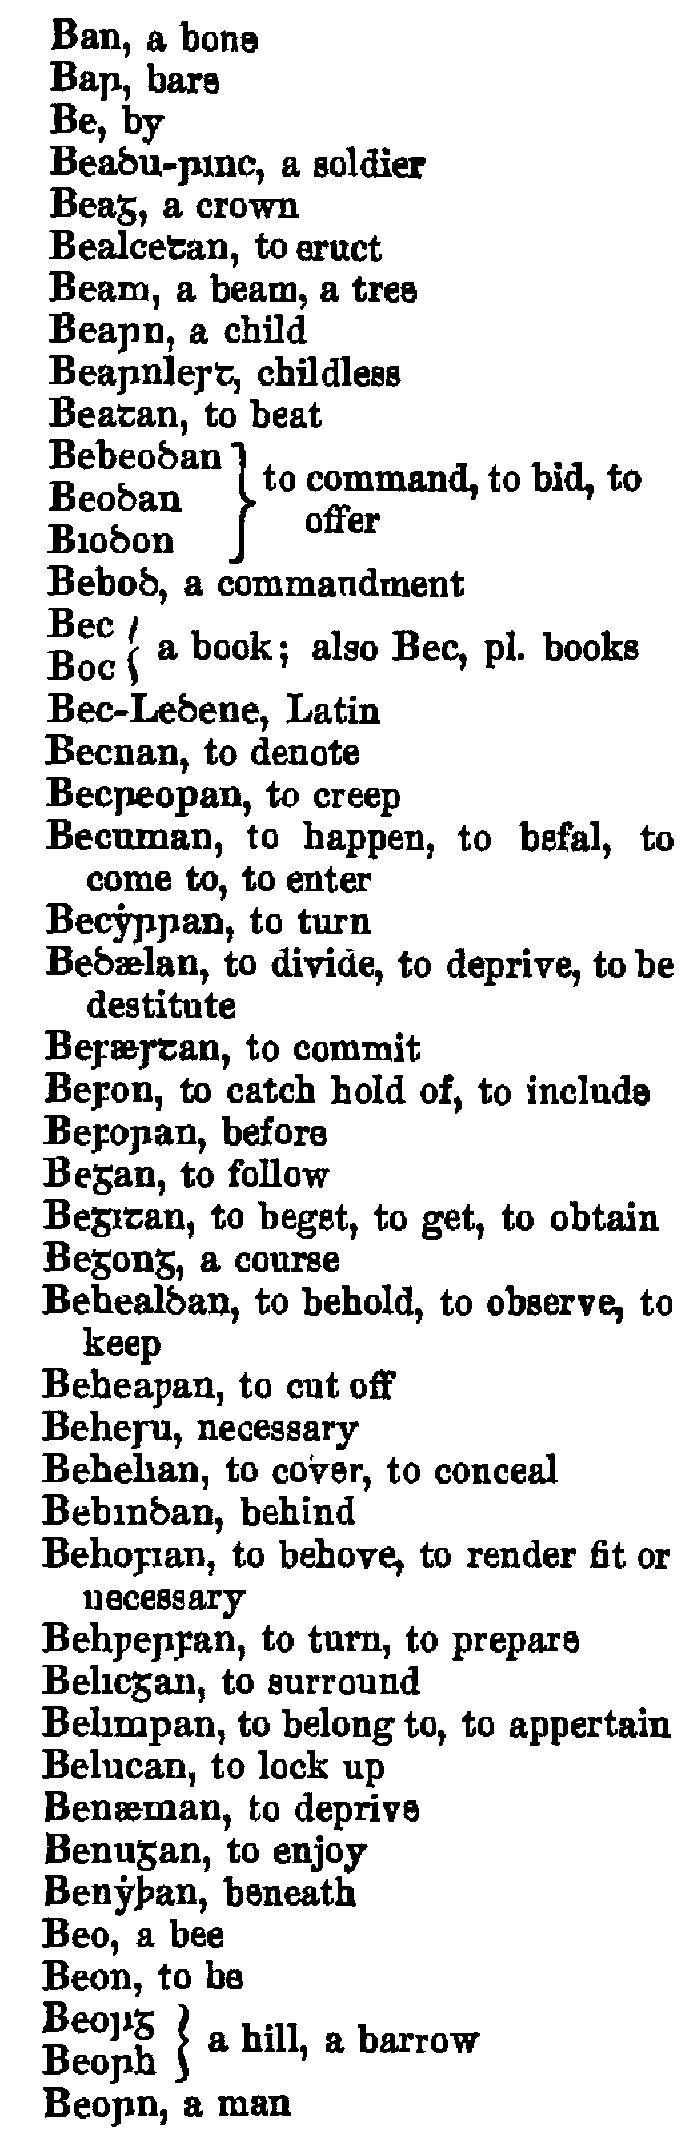 Ban, a bone
Baꞃ, bare
Be, by
Beaꝺu-ꞃınc, a soldier
Beaᵹ, a crown
Bealceꞇan, to eruct
Beam, a beam, a tree
Beaꞃn, a child
Beaꞃnleꞅꞇ, childless
Beaꞇan, to beat
Bebeoꝺan
Beoꝺan
Bıoꝺon
to command, to bid, to
offer
Beboꝺ, a commandment
Bec
Boc
a book; also Bec, pl. books
Bec-Leꝺene, Latin
Becnan, to denote
Becꞃeopan, to creep
Becuman, to happen, to befal, to
come to, to enter
Becẏꞃꞃan, to turn
Beꝺælan, to divide, to deprive, to be
destitute
Beꝼæꞅꞇan, to commit
Beꝼon, to catch hold of, to include
Beꝼoꞃan, before
Beᵹan, to follow
Beᵹıꞇan, to beget, to get, to obtain
Beᵹonᵹ, a course
Behealꝺan, to behold, to observe, to
keep
Beheaƿan, to cut off
Beheꝼu, necessary
Behelıan, to cover, to conceal
Behınꝺan, behind
Behoꝼıan, to behove, to render fit or
necessary
Behƿeꞃꝼan, to turn, to prepare
Belıcᵹan, to surround
Belımpan, to belong to, to appertain
Belucan, to lock up
Benæman, to deprive
Benuᵹan, to enjoy
Benẏþan, beneath
Beo, a bee
Beon, to be
Beoꞃᵹ
Beoꞃh
a hill, a barrow
Beoꞃn, a man